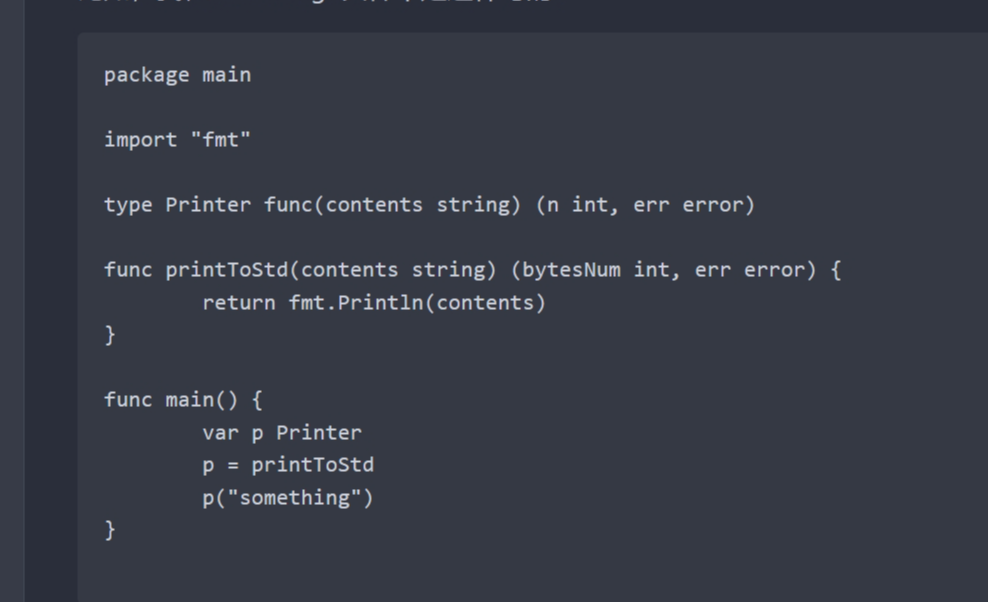 package main
import "fmt"
type Printer func(contents string) (n int, err error)
func printToStd(contents string) (bytesNum int, err error) {
return fmt.Println(contents)
}
func main() {
var p Printer
p = printToStd
p("something")
}